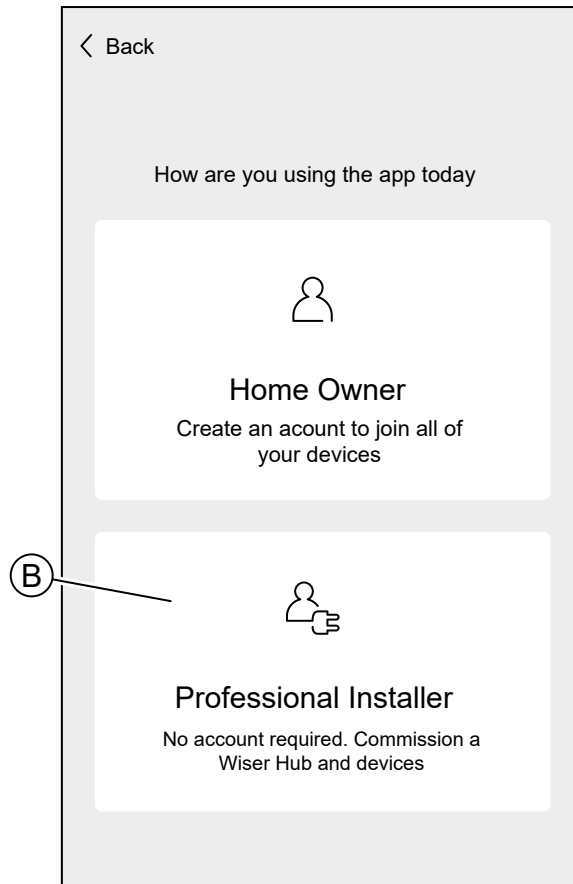 Back
How are you using the app today
Home Owner
Create an acount to join all of
your devices
B
Professional Installer
No account required. Commission a
Wiser Hub and devices